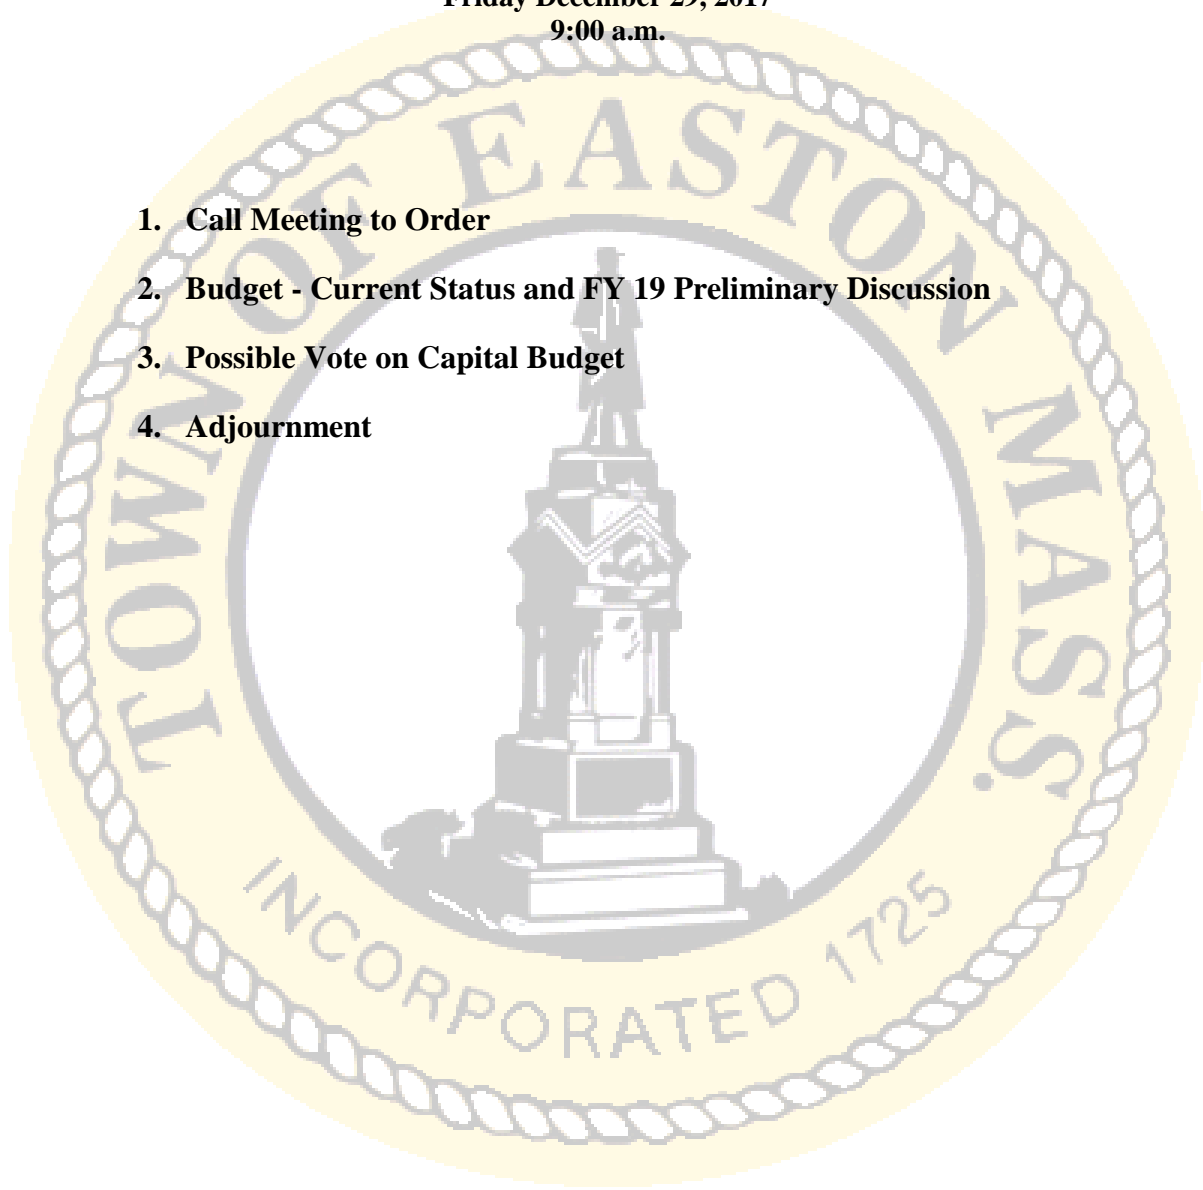 Friday December 29, 2017
9:00 a.m.
TOWN OF EASTON MASS.
1. Call Meeting to Order
2. Budget - Current Status and FY 19 Preliminary Discussion
3. Possible Vote on Capital Budget
4. Adjournment
INCORPORATED 1725